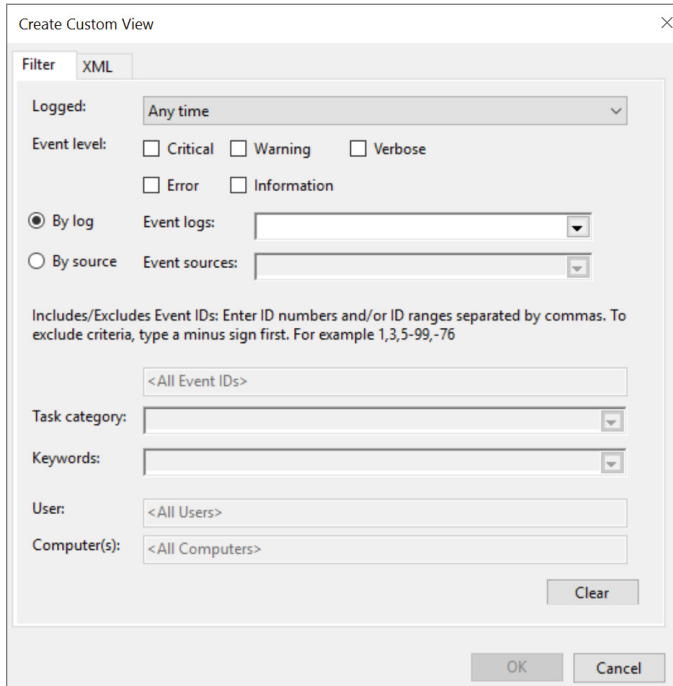 Create Custom View
Filter XML
Logged: Any time
Event level: Critical Warning Verbose
Error Information
By log Event logs:
By source Event sources:
Includes/Excludes Event IDs: Enter ID numbers and/or ID ranges separated by commas. To
exclude criteria, type a minus sign first. For example 1,3,5-99,-76
<All Event IDs>
Task category:
Keywords:
User: <All Users>
Computer(s): <All Computers>
Clear
OK Cancel